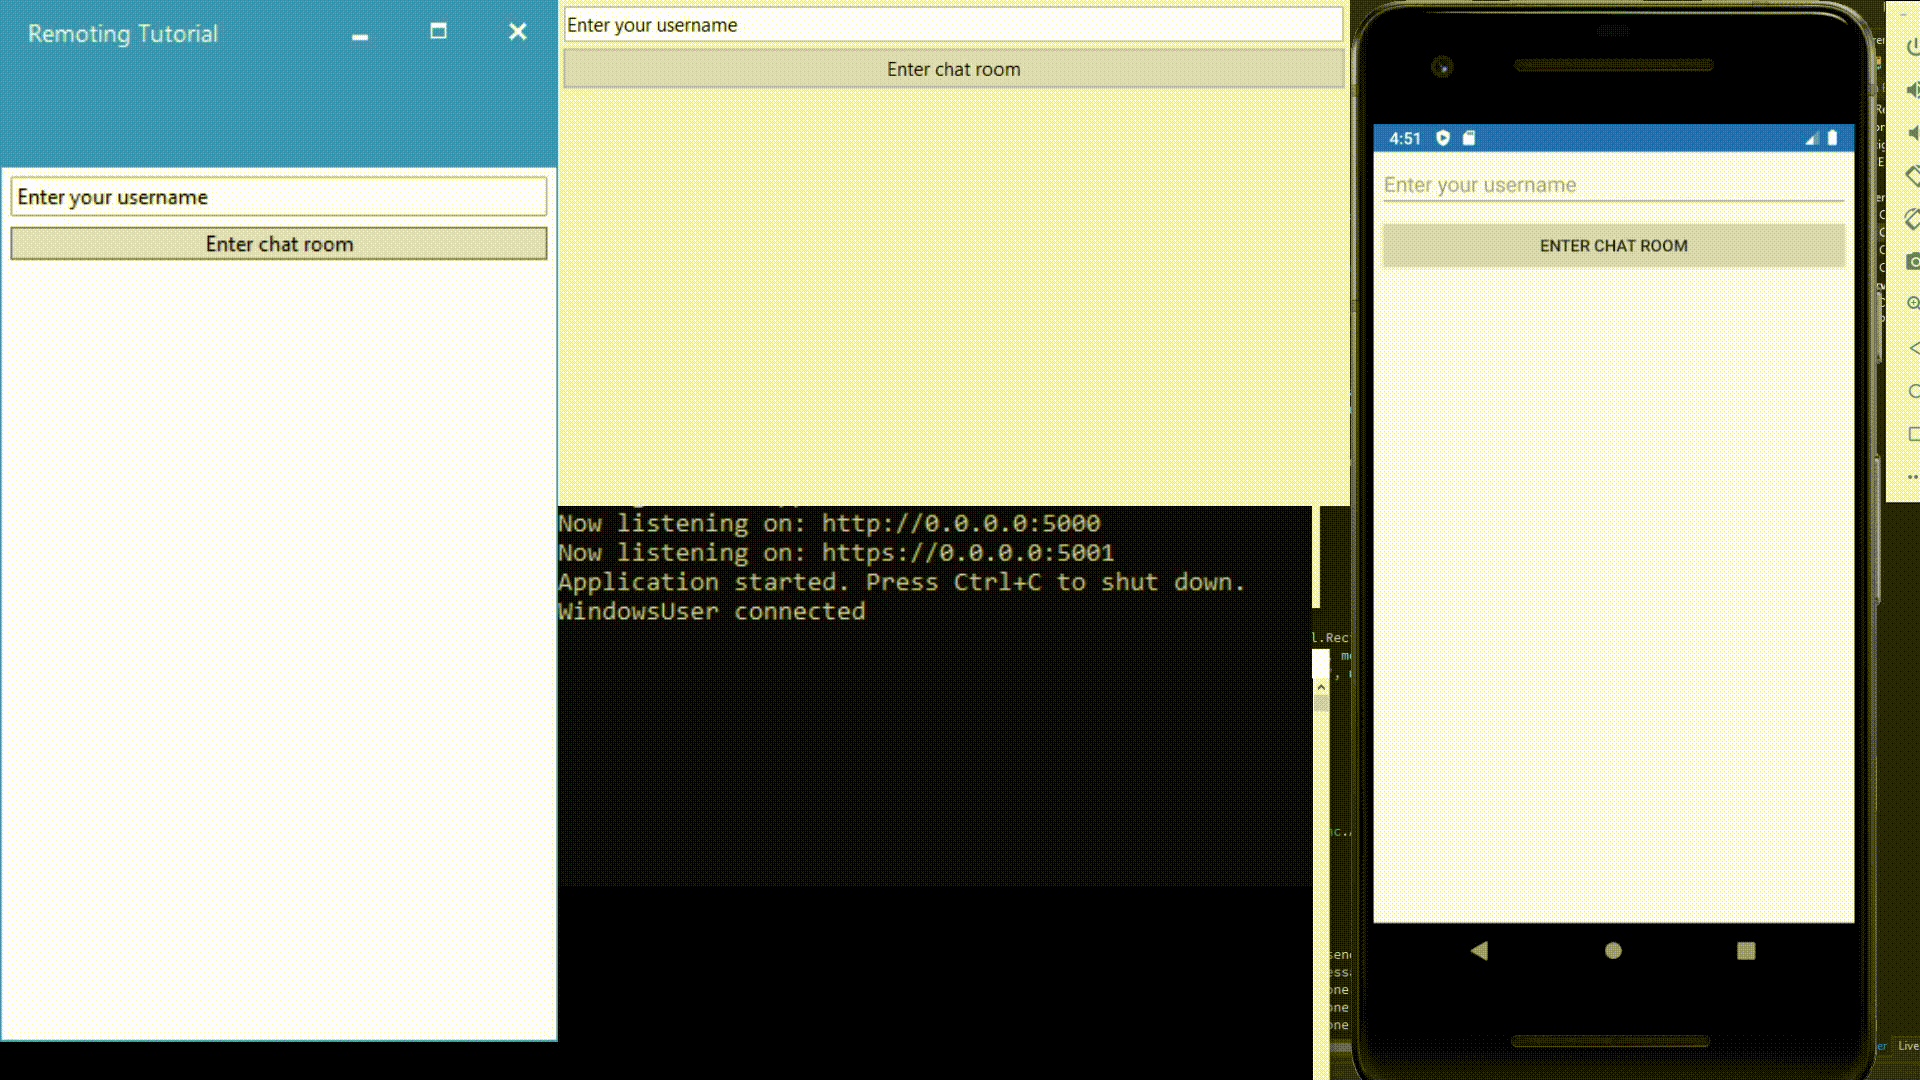 Remoting Tutorial
Enter your username
Enter chat room
Enter your username
Enter chat room
Now listening on: http://0.0.0.0:5000
Now listening on: https://0.0.0.0:5001
Application started. Press Ctrl+C to shut down.
WindowsUser connected
4:51
Enter your username
ENTER CHAT ROOM
l.Rec
Live